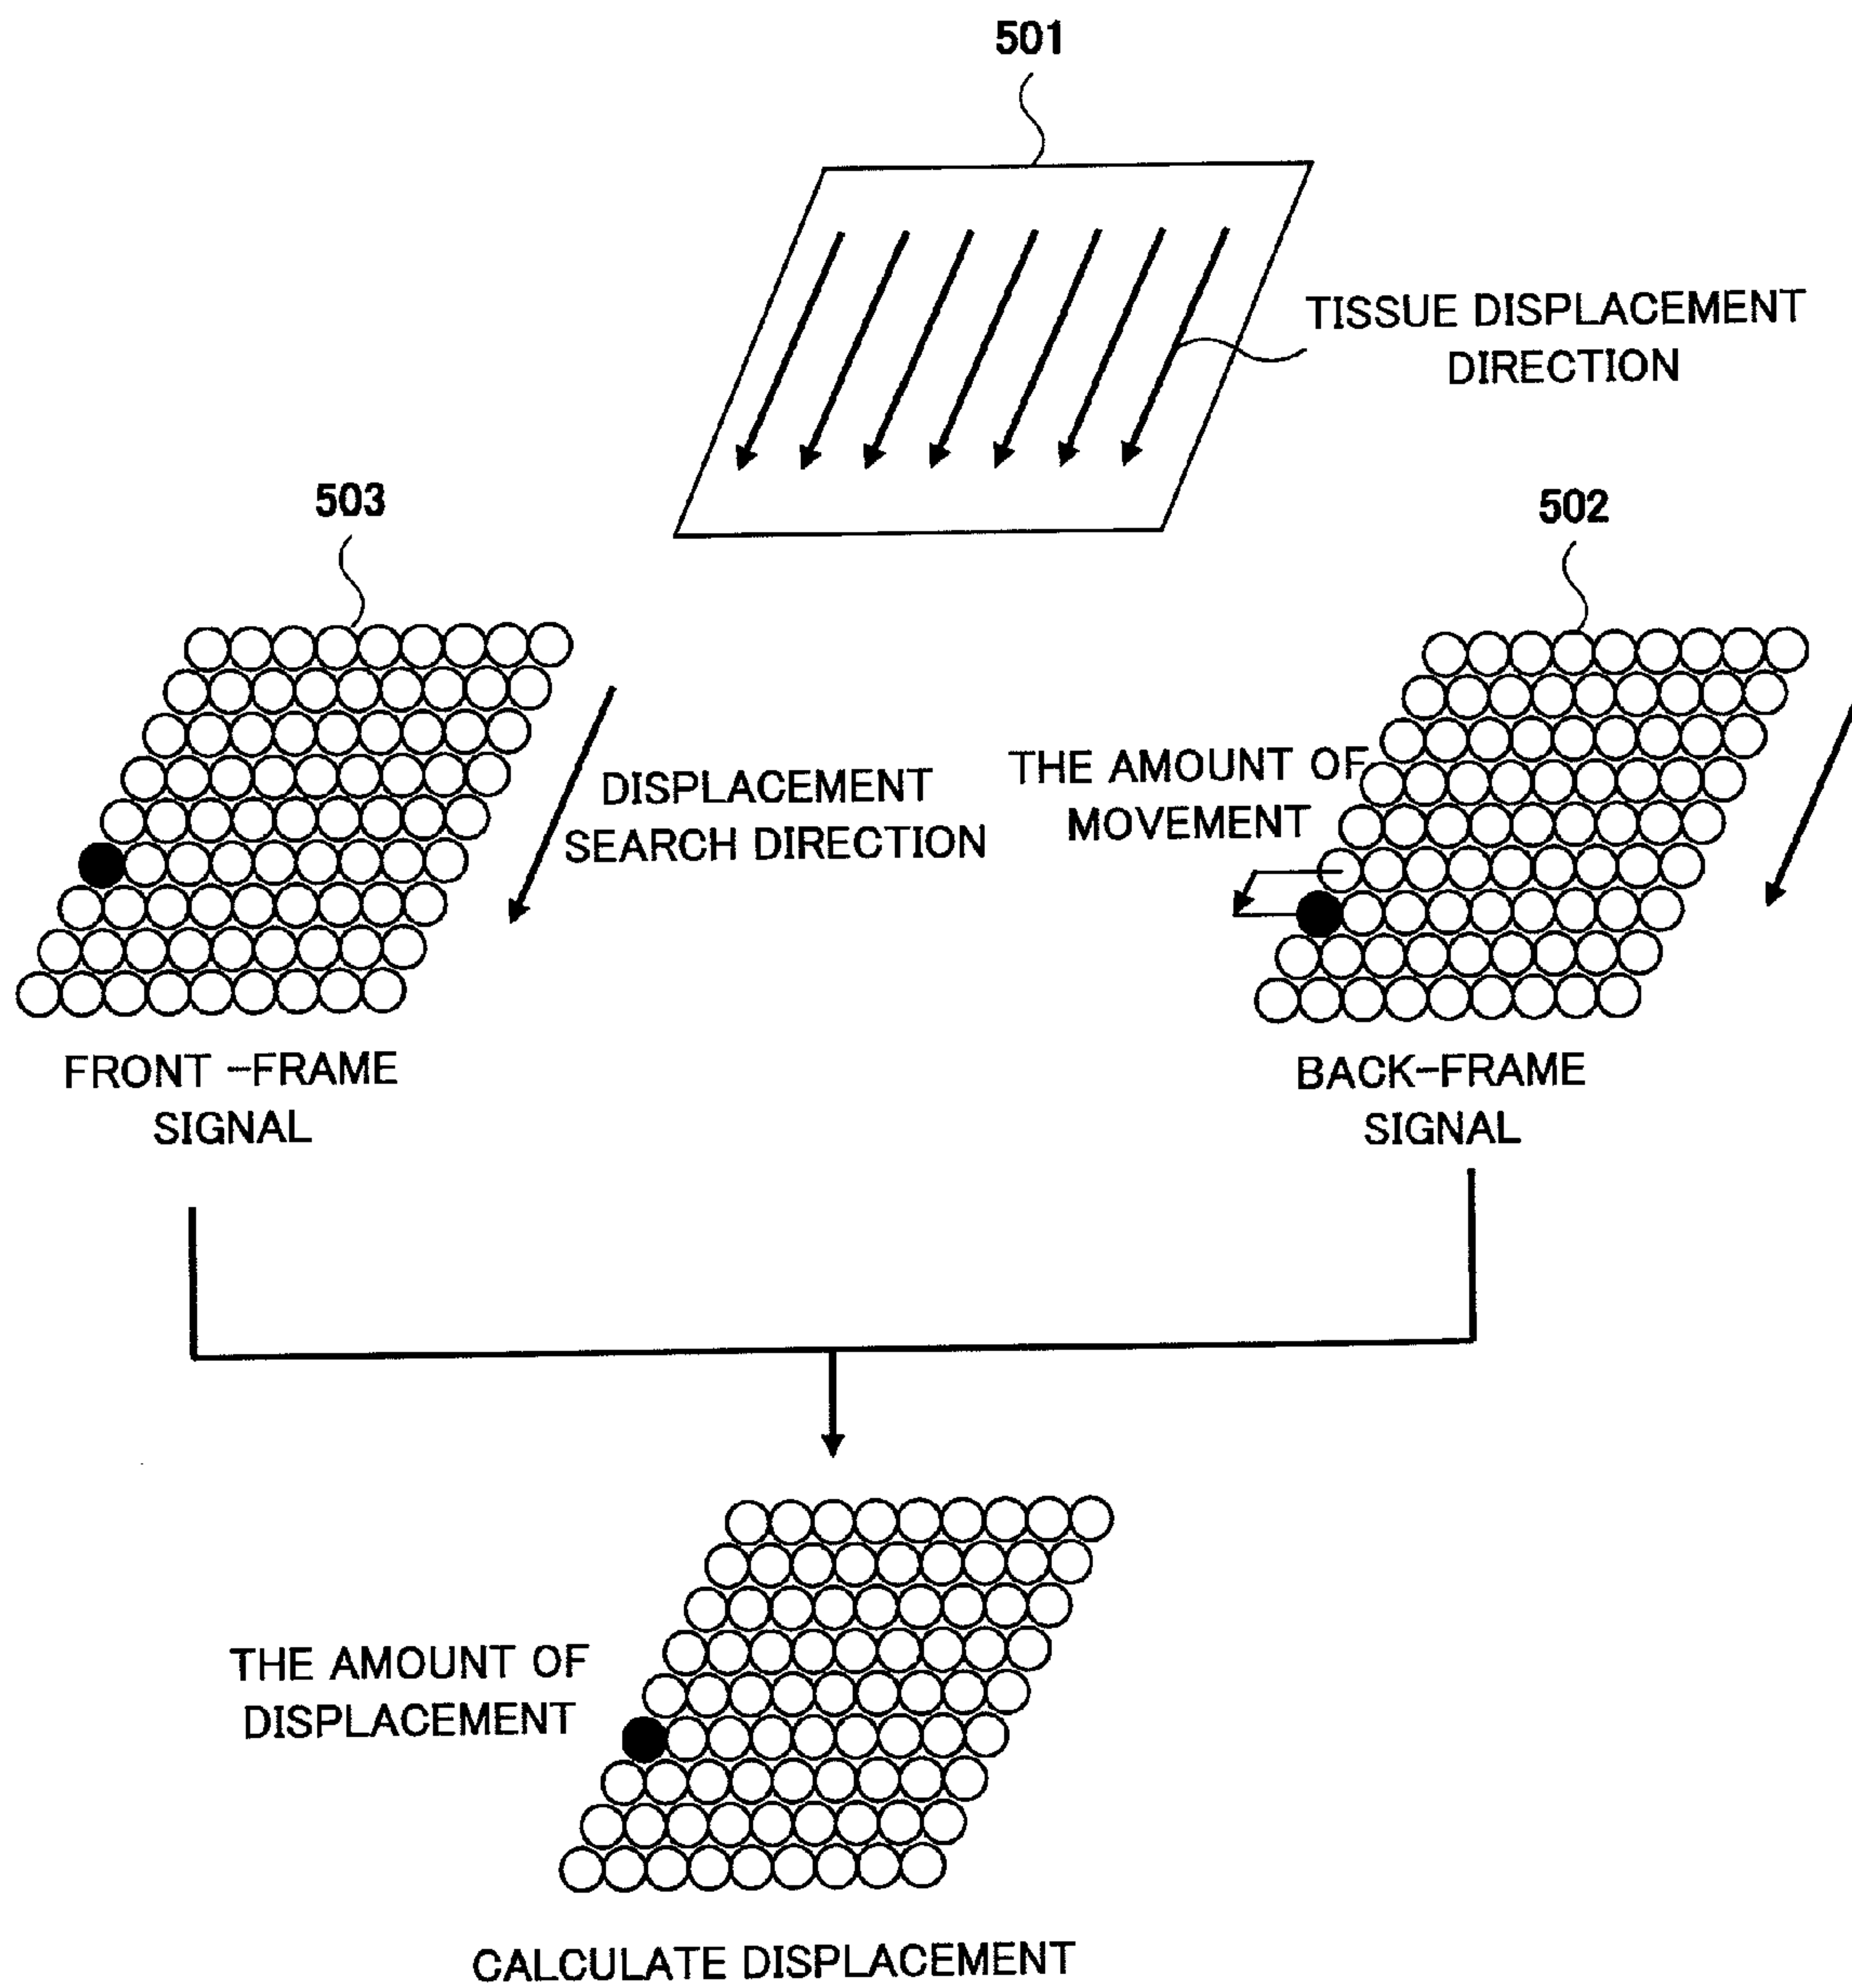 501
TISSUE DISPLACEMENT
DIRECTION
503
502
DISPLACEMENT
SEARCH DIRECTION
THE AMOUNT OF
MOVEMENT
FRONT -FRAME
SIGNAL
BACK-FRAME
SIGNAL
THE AMOUNT OF
DISPLACEMENT
CALCULATE DISPLACEMENT